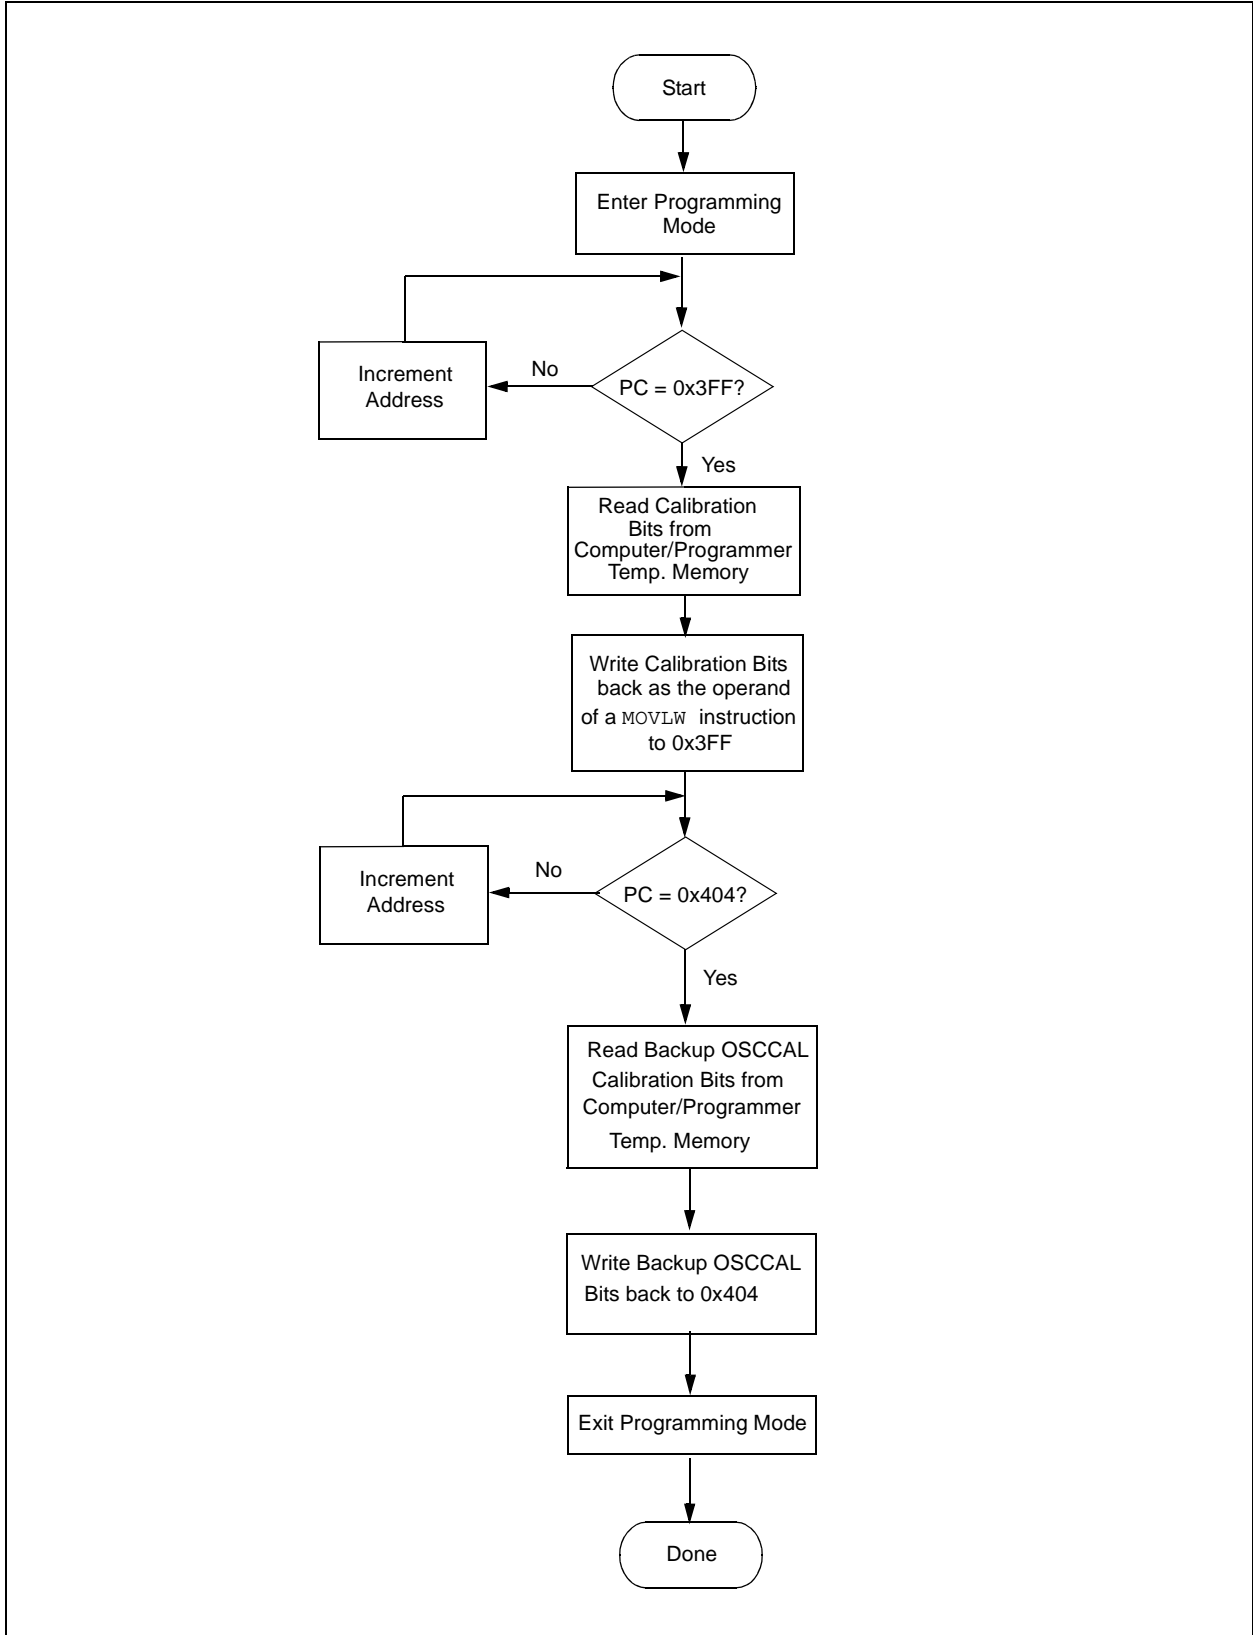 Start
Enter Programming
Mode
No
Increment
Address
PC = 0x3FF?
Yes
Read Calibration
Bits from
Computer/Programmer
Temp. Memory
Write Calibration Bits
back as the operand
of a MOVLW instruction
to 0x3FF
No
Increment
Address
PC = 0x404?
Yes
Read Backup OSCCAL
Calibration Bits from
Computer/Programmer
Temp. Memory
Write Backup OSCCAL
Bits back to 0x404
Exit Programming Mode
Done